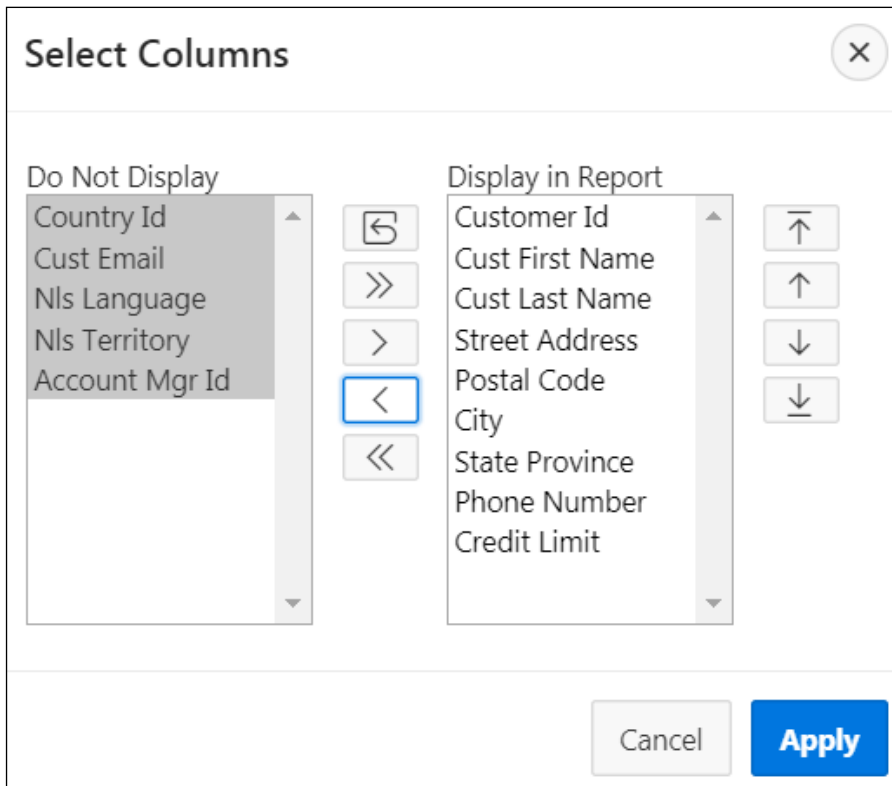 Select Columns
Do Not Display
Country Id
Cust Email
Nls Language
Nls Territory
Account Mgr Id
Display in Report
Customer Id
Cust First Name
Cust Last Name
Street Address
Postal Code
City
State Province
Phone Number
Credit Limit
Cancel
Apply